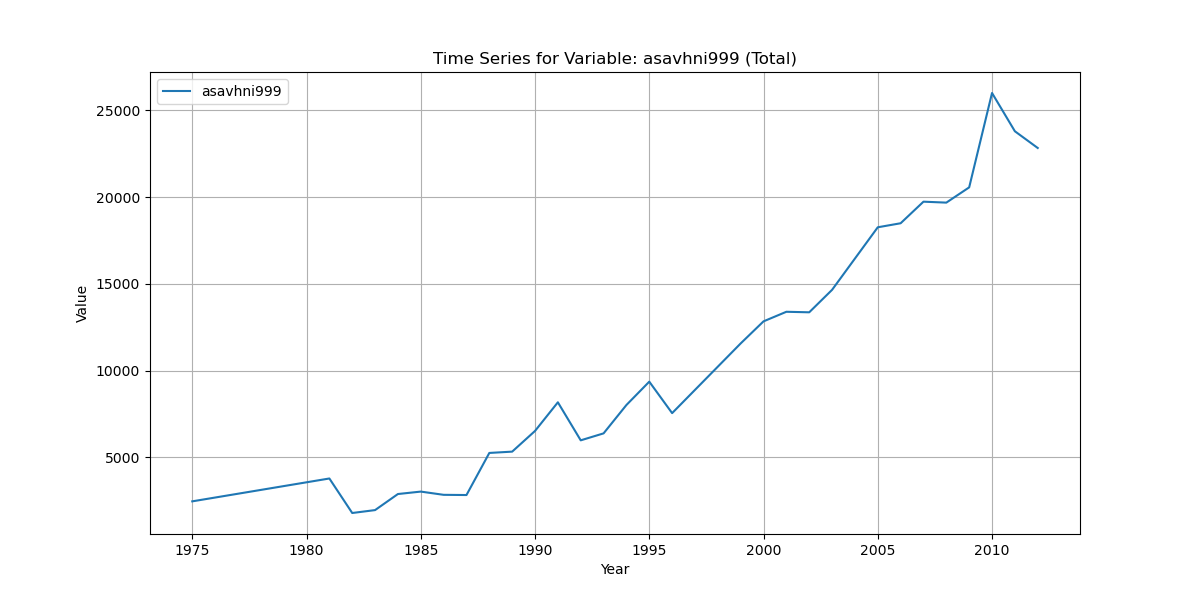 Time Series for Variable: asavhni999 (Total)
asavhni999
25000
20000
15000
10000
5000
Value
1975 1980 1985 1990 1995 2000 2005 2010
Year